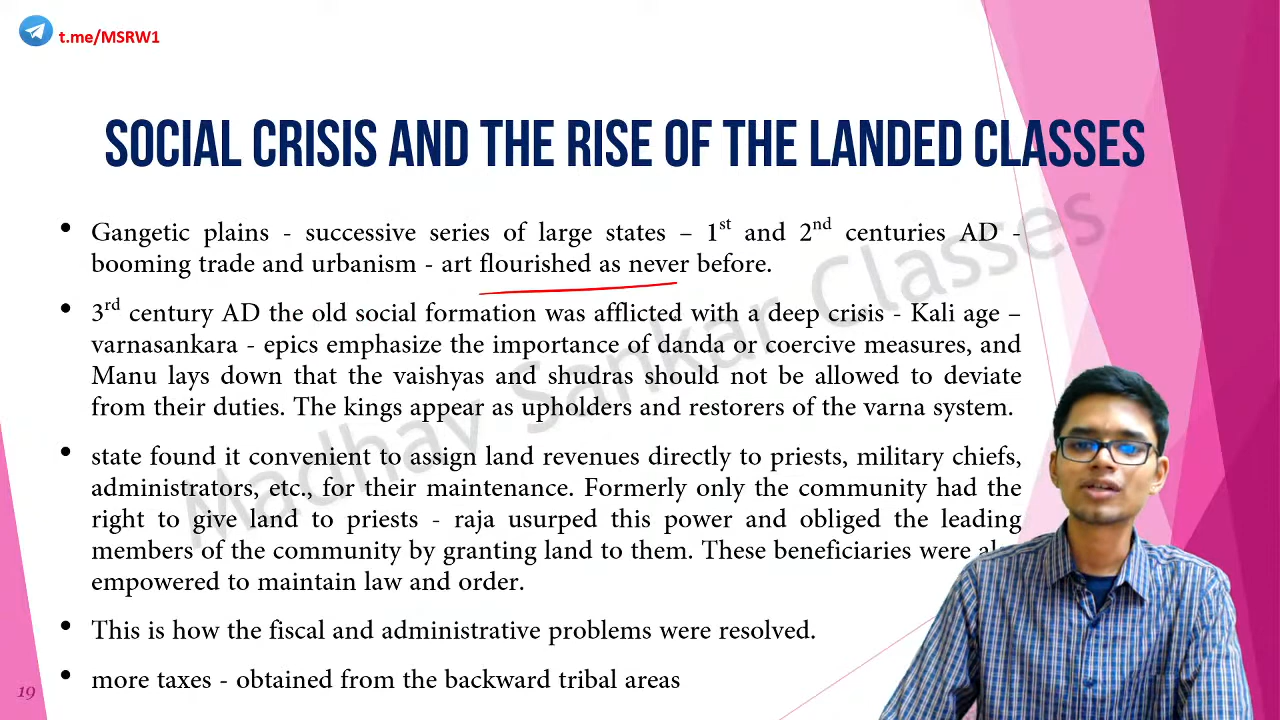 t.me/MSRW1
SOCIAL CRISIS AND THE RISE OF THE LANDED CLASSES
• Gangetic plains - successive series of large states – 1st and 2nd centuries AD -
booming trade and urbanism - art flourished as never before.
• 3rd century AD the old social formation was afflicted with a deep crisis - Kali age –
varnasankara - epics emphasize the importance of danda or coercive measures, and
Manu lays down that the vaishyas and shudras should not be allowed to deviate
from their duties. The kings appear as upholders and restorers of the varna system.
• state found it convenient to assign land revenues directly to priests, military chiefs,
administrators, etc., for their maintenance. Formerly only the community had the
right to give land to priests - raja usurped this power and obliged the leading
members of the community by granting land to them. These beneficiaries were
empowered to maintain law and order.
• This is how the fiscal and administrative problems were resolved.
• more taxes - obtained from the backward tribal areas
19
Madhav Sankar Classes